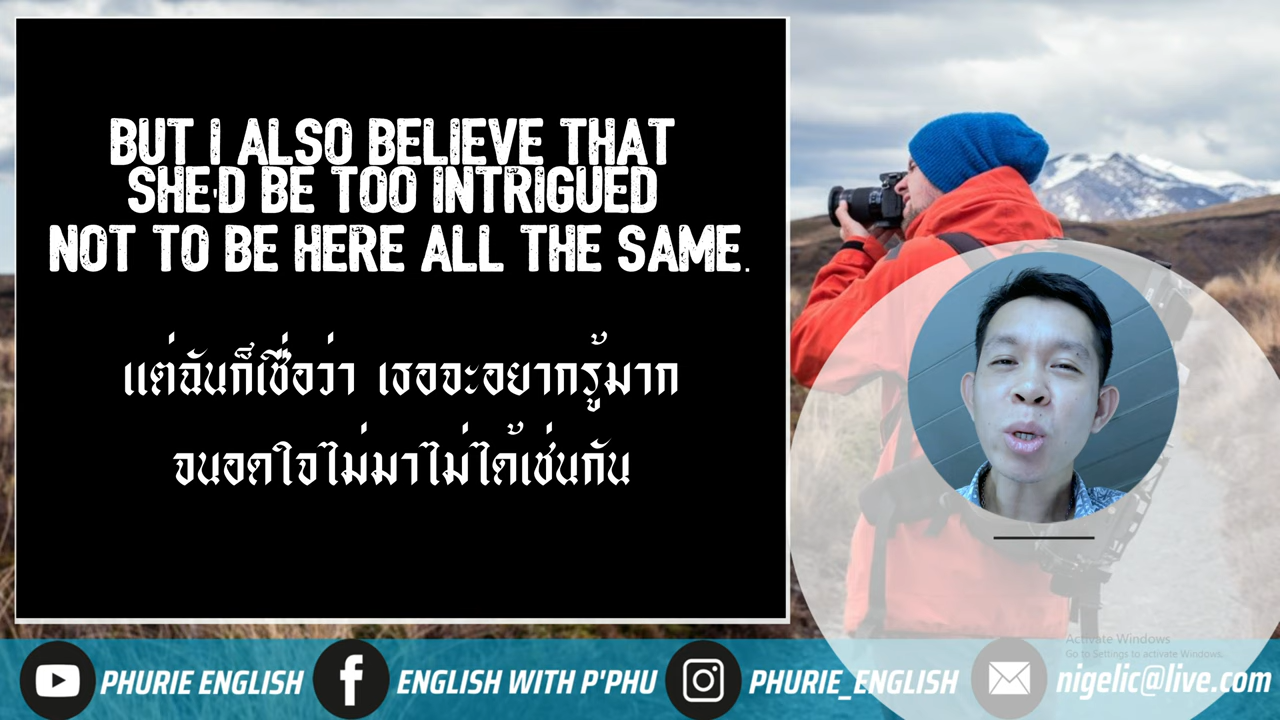 BUT I ALSO BELIEVE THAT
SHE'D BE TOO INTRIGUED
NOT TO BE HERE ALL THE SAME.
แต่ฉันก็เชื่อว่า เธอจะอยากรู้มาก
จนอดใจไม่มาไม่ได้เช่นกัน
Activate Windows
Go to Settings to activate Windows.
PHURIE ENGLISH
ENGLISH WITH P'PHU
PHURIE_ENGLISH
nigelic@live.com